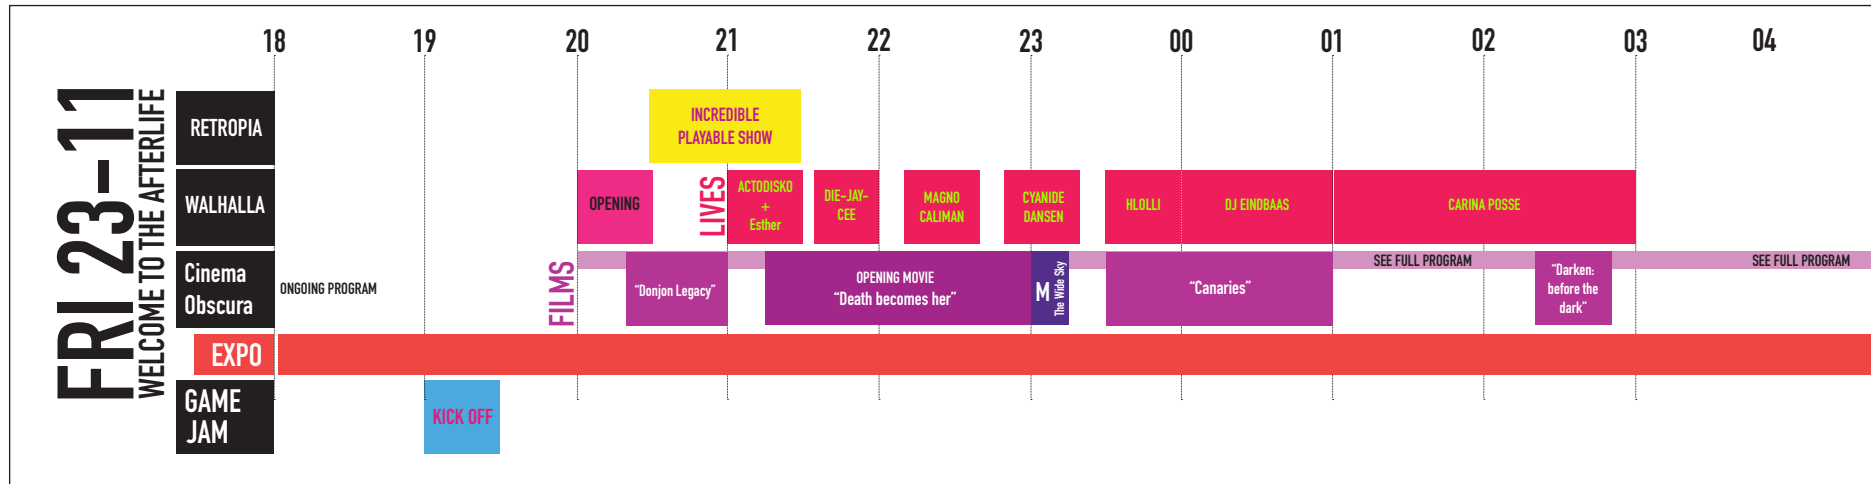 FRI 23-11
WELCOME TO THE AFTERLIFE
18 19 20 21 22 23 00 01 02 03 04
RETROPIA
INCREDIBLE
PLAYABLE SHOW
WALHALLA
OPENING
LIVES
ACTODISKO
+
Esther
DIE-JAY-
CEE
MAGNO
CALIMAN
CYANIDE
DANSEN
HLOLLI
DJ EINDBAAS
CARINA POSSE
Cinema
Obscura
ONGOING PROGRAM
FILMS
"Donjon Legacy"
OPENING MOVIE
"Death becomes her"
M
The Wide Sky
"Canaries"
SEE FULL PROGRAM
"Darken:
before the
dark"
SEE FULL PROGRAM
EXPO
GAME
JAM
KICK OFF